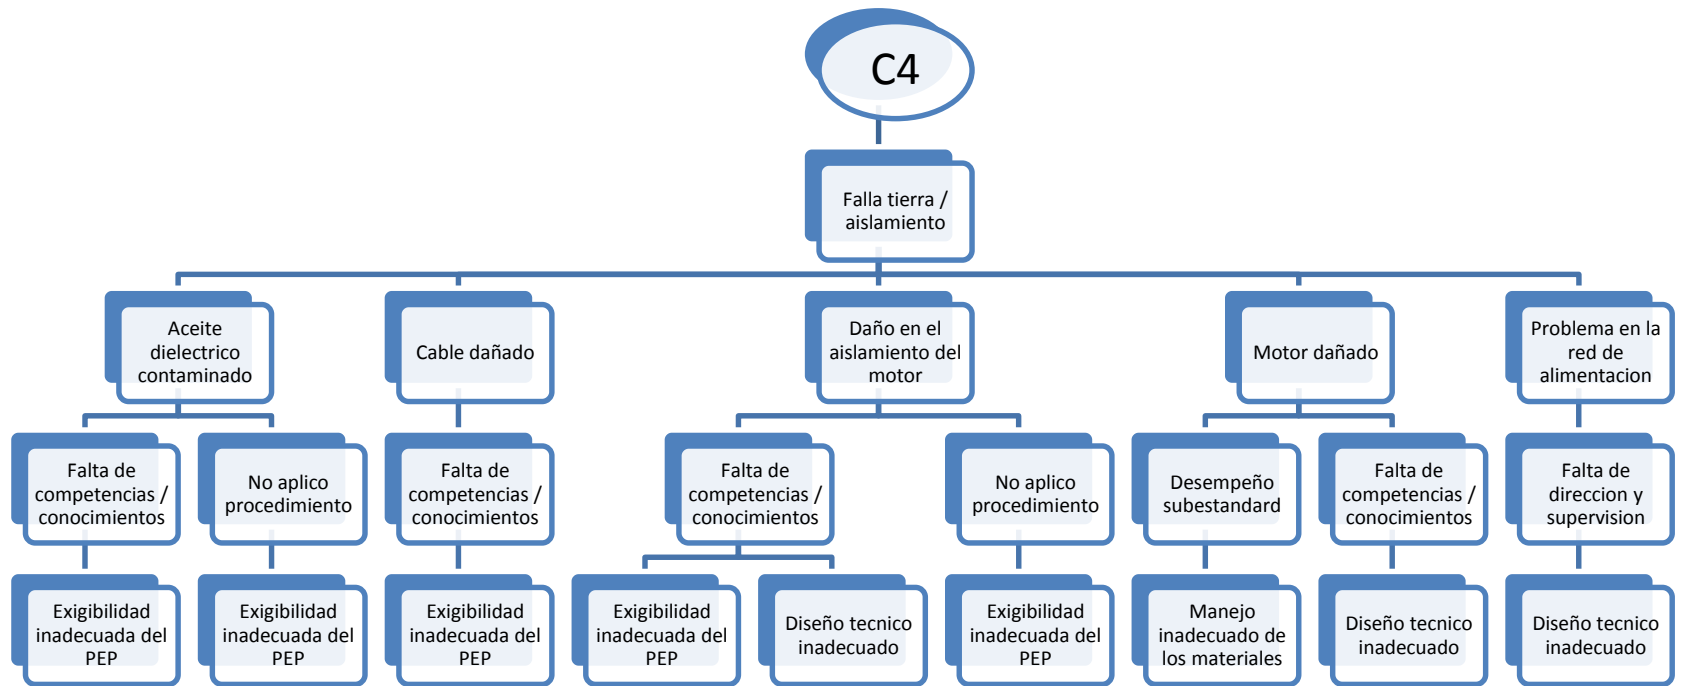 C4
Falla tierra /
aislamiento
Aceite
dielectrico
contaminado
Cable dañado
Daño en el
aislamiento del
motor
Motor dañado
Problema en la
red de
alimentacion
Falta de
competencias /
conocimientos
No aplico
procedimiento
Falta de
competencias /
conocimientos
Falta de
competencias /
conocimientos
No aplico
procedimiento
Desempeño
subestandard
Falta de
competencias /
conocimientos
Falta de
direccion y
supervision
Exigibilidad
inadecuada del
PEP
Exigibilidad
inadecuada del
PEP
Exigibilidad
inadecuada del
PEP
Exigibilidad
inadecuada del
PEP
Diseño tecnico
inadecuado
Exigibilidad
inadecuada del
PEP
Manejo
inadecuado de
los materiales
Diseño tecnico
inadecuado
Diseño tecnico
inadecuado